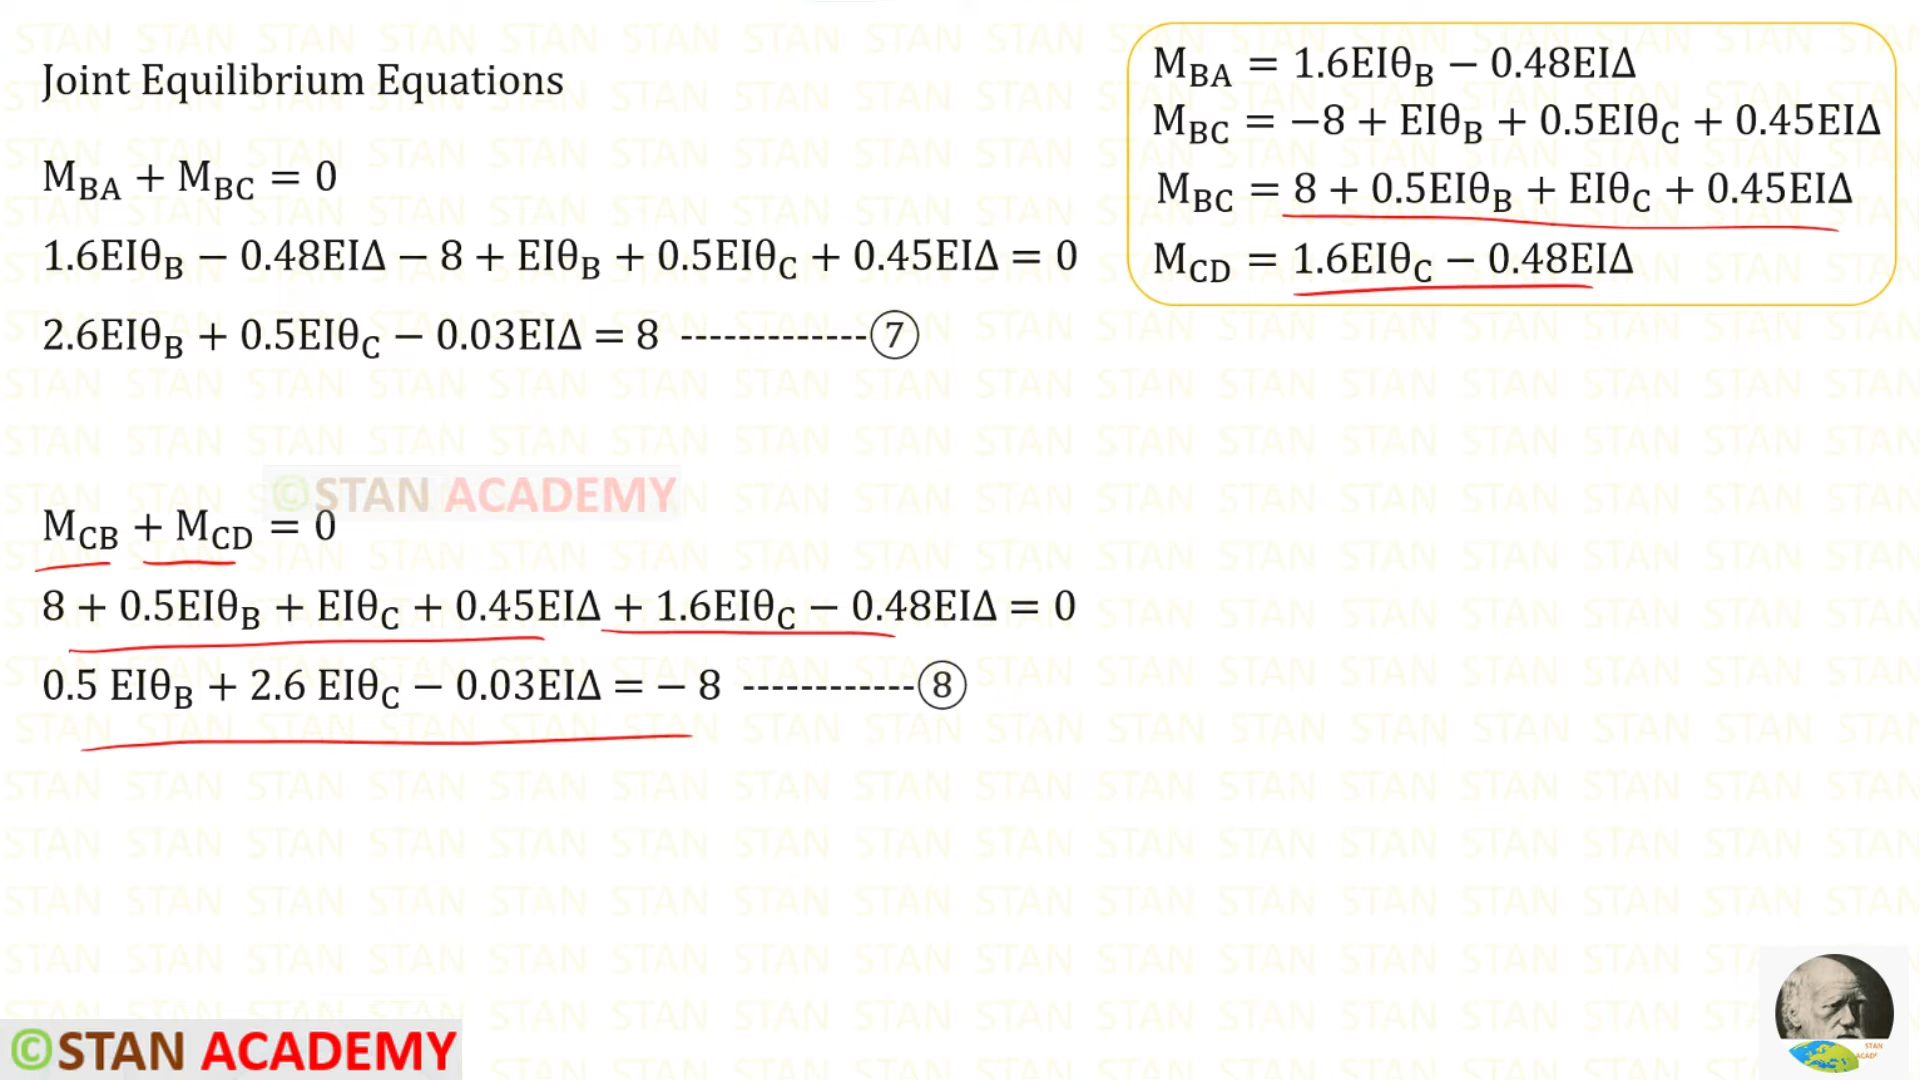 Joint Equilibrium Equations
M_BA + M_BC = 0
1.6EIθ_B − 0.48EIΔ − 8 + EIθ_B + 0.5EIθ_C + 0.45EIΔ = 0
2.6EIθ_B + 0.5EIθ_C − 0.03EIΔ = 8 -------------⑦
©STAN ACADEMY
M_CB + M_CD = 0
8 + 0.5EIθ_B + EIθ_C + 0.45EIΔ + 1.6EIθ_C − 0.48EIΔ = 0
0.5 EIθ_B + 2.6 EIθ_C − 0.03EIΔ = − 8 ------------⑧
M_BA = 1.6EIθ_B − 0.48EIΔ
M_BC = −8 + EIθ_B + 0.5EIθ_C + 0.45EIΔ
M_BC = 8 + 0.5EIθ_B + EIθ_C + 0.45EIΔ
M_CD = 1.6EIθ_C − 0.48EIΔ
©STAN ACADEMY
STAN